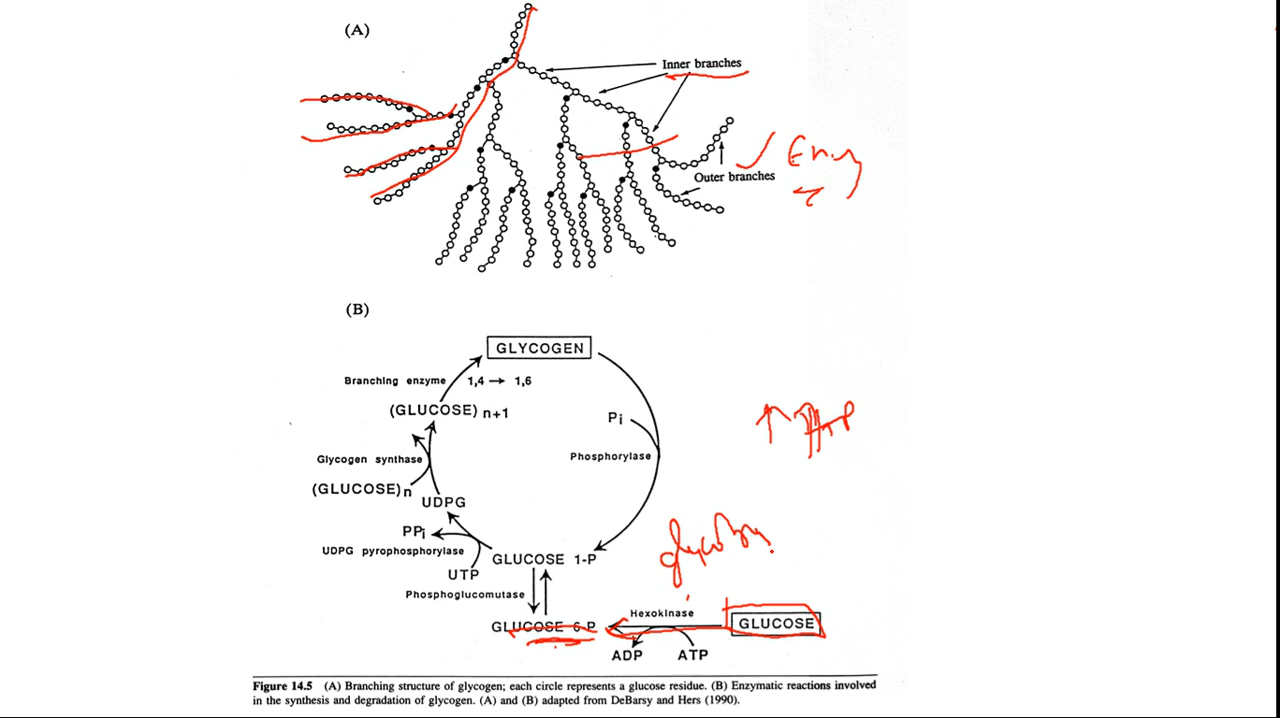 (A)
Inner branches
Outer branches
(B)
GLYCOGEN
Branching enzyme 1,4 → 1,6
(GLUCOSE) n+1
Pi
Phosphorylase
Glycogen synthase
(GLUCOSE)n
UDPG
PPi
UDPG pyrophosphorylase
UTP
GLUCOSE 1-P
Phosphoglucomutase
Hexokinase
GLUCOSE 6-P
GLUCOSE
ADP ATP
Figure 14.5 (A) Branching structure of glycogen; each circle represents a glucose residue. (B) Enzymatic reactions involved
in the synthesis and degradation of glycogen. (A) and (B) adapted from DeBarsy and Hers (1990).